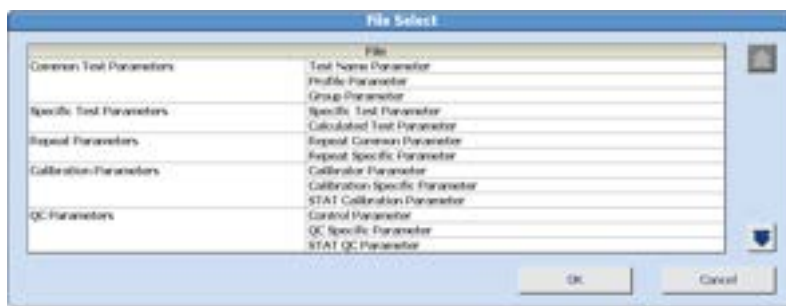 File Select
File
Common Test Parameters Test Name Parameter
Profile Parameter
Group Parameter
Specific Test Parameters Specific Test Parameter
Calculated Test Parameter
Repeat Parameters Repeat Common Parameter
Repeat Specific Parameter
Calibration Parameters Calibrator Parameter
Calibration Specific Parameter
STAT Calibration Parameter
QC Parameters Control Parameter
QC Specific Parameter
STAT QC Parameter
OK Cancel